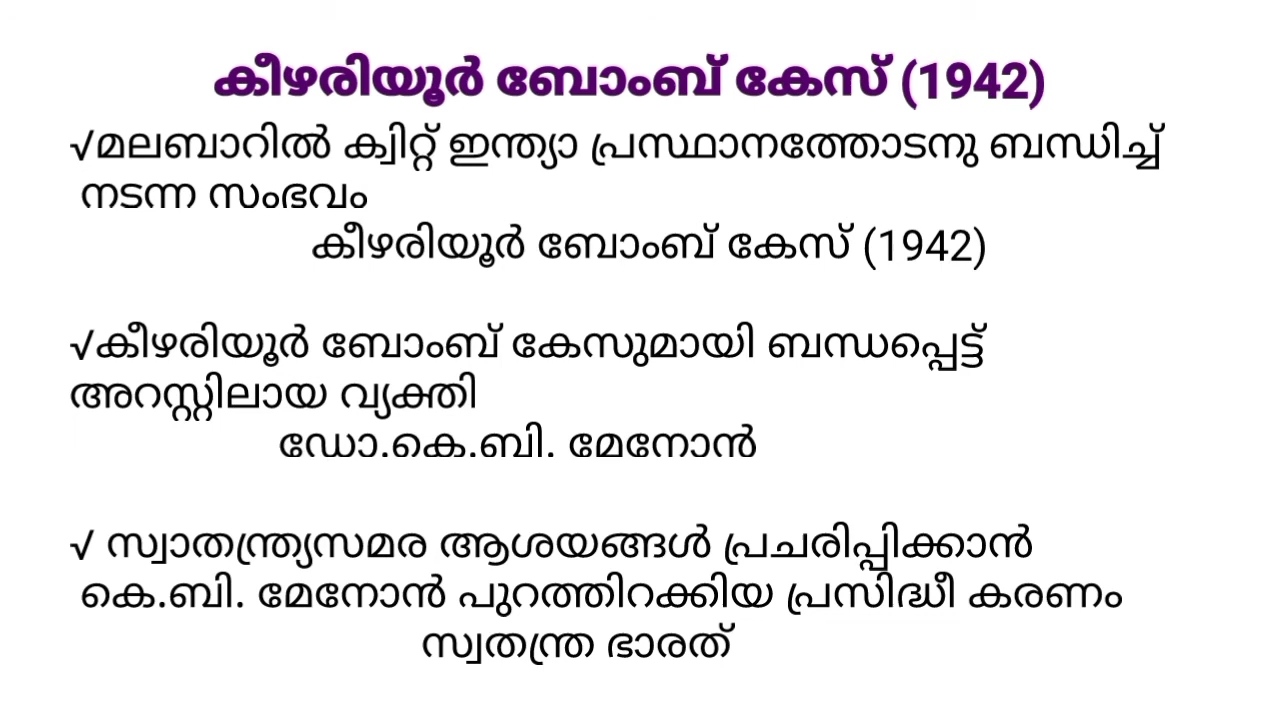 കീഴരിയൂർ ബോംബ് കേസ് (1942)
√മലബാറിൽ ക്വിറ്റ് ഇന്ത്യാ പ്രസ്ഥാനത്തോടനു ബന്ധിച്ച്
നടന്ന സംഭവം
കീഴരിയൂർ ബോംബ് കേസ് (1942)
√കീഴരിയൂർ ബോംബ് കേസുമായി ബന്ധപ്പെട്ട്
അറസ്റ്റിലായ വ്യക്തി
ഡോ.കെ.ബി. മേനോൻ
√ സ്വാതന്ത്ര്യസമര ആശയങ്ങൾ പ്രചരിപ്പിക്കാൻ
കെ.ബി. മേനോൻ പുറത്തിറക്കിയ പ്രസിദ്ധീ കരണം
സ്വതന്ത്ര ഭാരത്